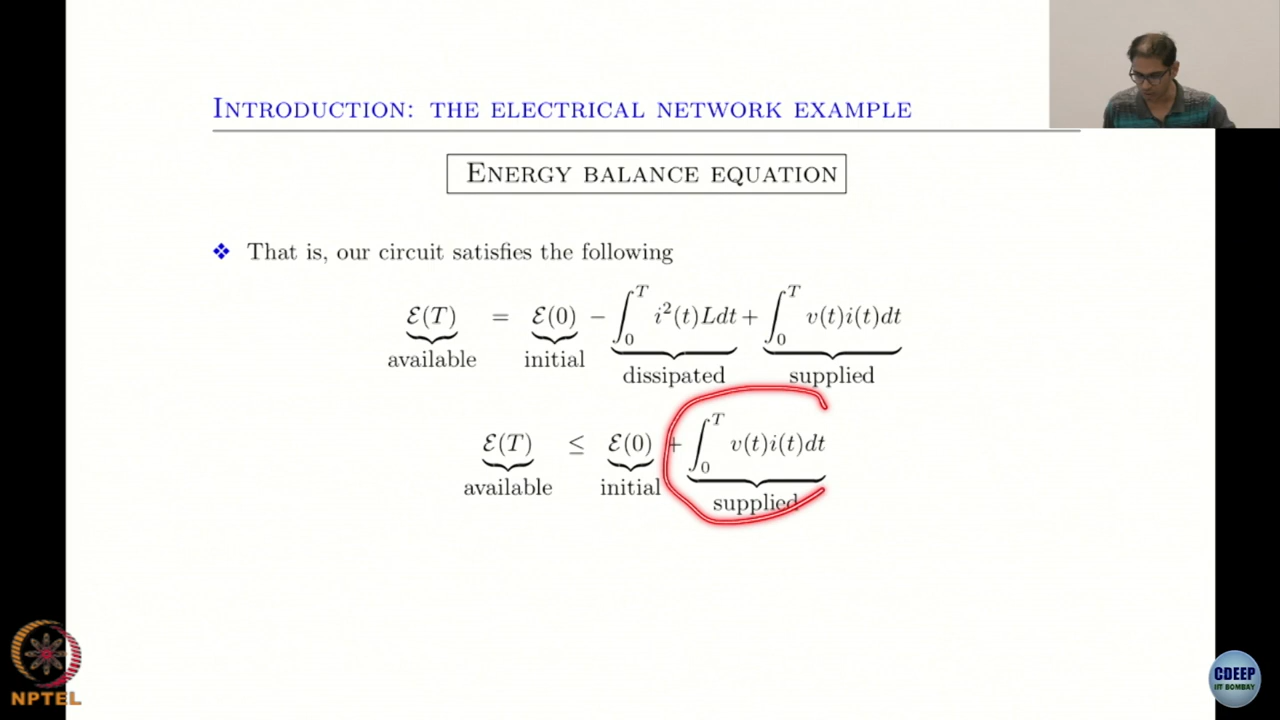 INTRODUCTION: THE ELECTRICAL NETWORK EXAMPLE
ENERGY BALANCE EQUATION
❖ That is, our circuit satisfies the following
ℰ(T) = ℰ(0) − ∫₀ᵀ i²(t)Ldt + ∫₀ᵀ v(t)i(t)dt
available initial dissipated supplied
ℰ(T) ≤ ℰ(0) + ∫₀ᵀ v(t)i(t)dt
available initial supplied
NPTEL
CDEEP
IIT BOMBAY